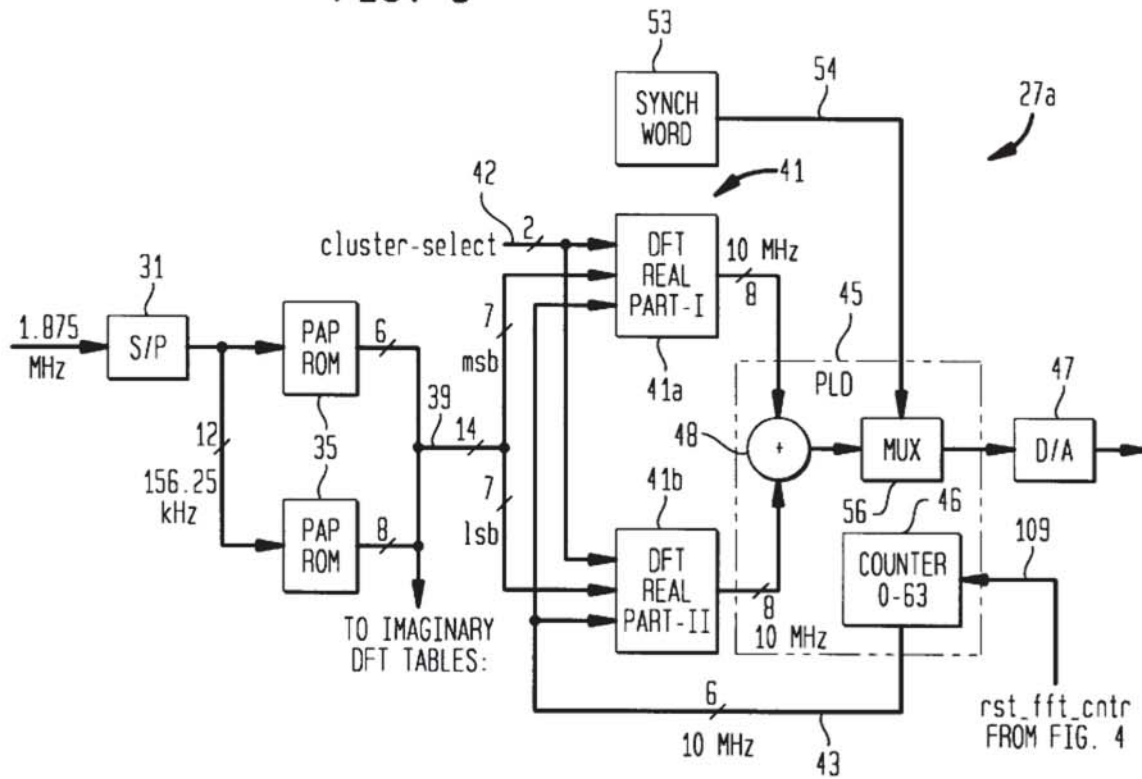 53
SYNCH
WORD
54
27a
41
42
2
cluster-select
DFT
REAL
PART-I
10 MHz
8
41a
31
1.875
MHz
S/P
PAP
ROM
6
35
7
msb
39
14
12
156.25
kHz
7
lsb
PAP
ROM
8
TO IMAGINARY
DFT TABLES:
45
PLD
48
+
MUX
56
47
D/A
41b
DFT
REAL
PART-II
8
10 MHz
46
COUNTER
0-63
109
6
10 MHz
43
rst_fft_cntr
FROM FIG. 4